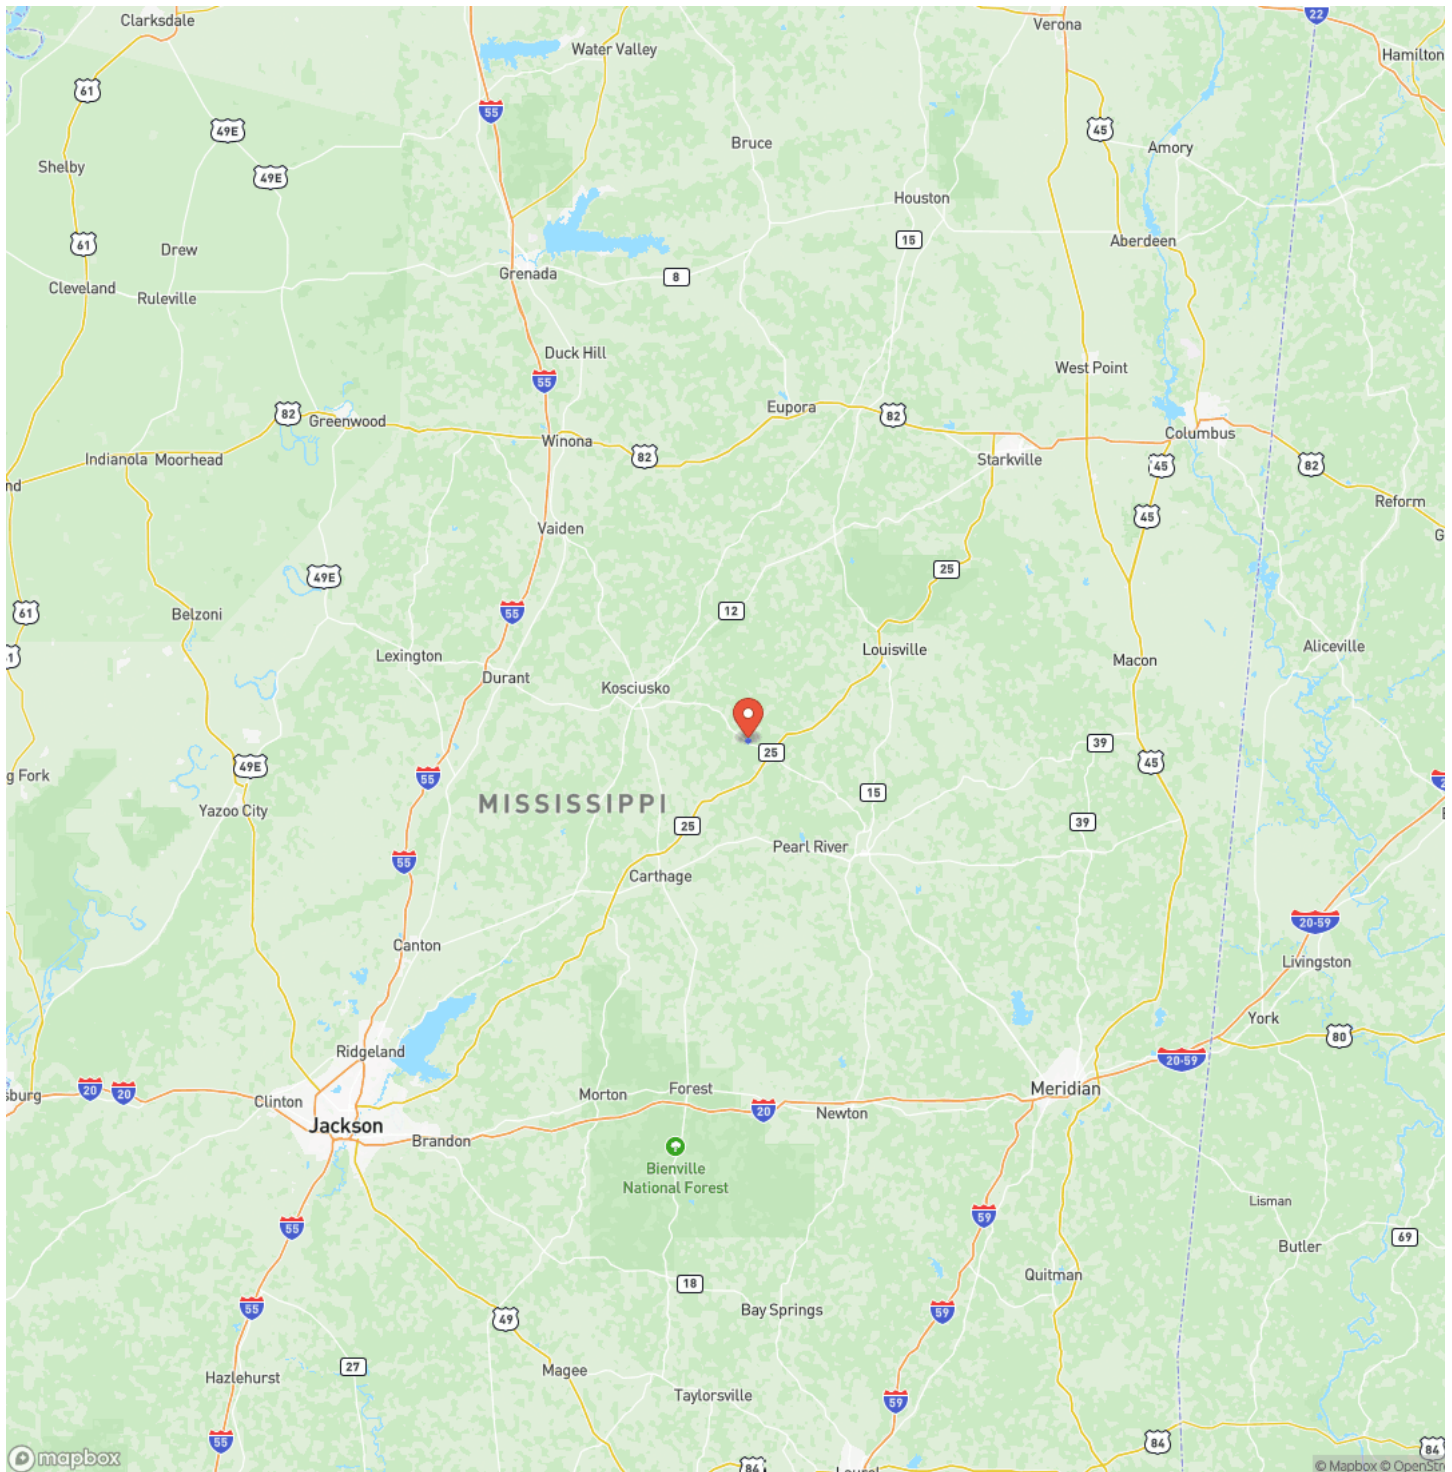 Clarksdale
Verona
22
Water Valley
Hamilton
61
55
49E
45
Bruce
Amory
Shelby
49E
Houston
61
15
Aberdeen
Drew
Grenada
8
Cleveland
Ruleville
Duck Hill
55
West Point
82
Greenwood
Eupora
82
Winona
82
Columbus
Indianola
Moorhead
Starkville
45
82
nd
Reform
45
Vaiden
G
25
49E
61
55
12
Belzoni
Louisville
Aliceville
51
Lexington
Durant
Kosciusko
Macon
39
25
45
49E
g Fork
55
15
MISSISSIPPI
Yazoo City
25
39
Pearl River
55
Carthage
20-59
Canton
Livingston
York
Ridgeland
80
20-59
20
20
sburg
Clinton
Morton
Forest
Meridian
20
Newton
Jackson
Brandon
Bienville
National Forest
Lisman
59
55
69
Butler
Quitman
18
55
Bay Springs
59
49
27
Magee
Hazlehurst
Taylorsville
59
55
84
84
mapbox
84
Laurel
© Mapbox © OpenStr